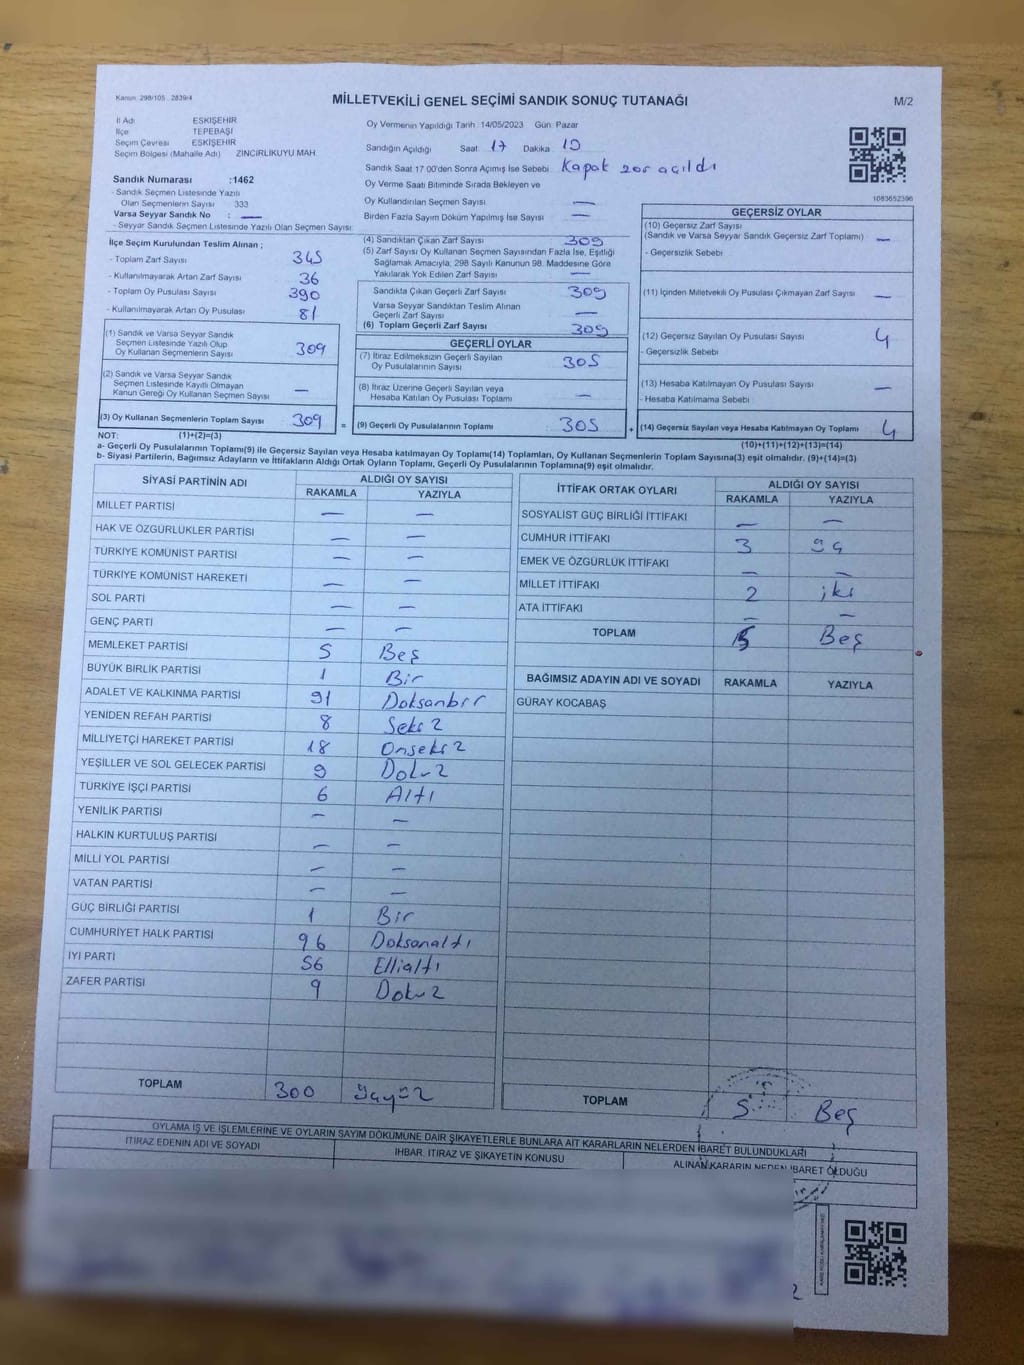 Kanun: 298/105 , 2839/4
MİLLETVEKİLİ GENEL SEÇİMİ SANDIK SONUÇ TUTANAĞI
M/2
İl Adı ESKİŞEHİR
İlçe TEPEBAŞI
Seçim Çevresi ESKİŞEHİR
Seçim Bölgesi (Mahalle Adı) ZİNCİRLİKUYU MAH.
Oy Vermenin Yapıldığı Tarih: 14/05/2023 Gün: Pazar
Sandığın Açıldığı Saat 17 Dakika
Sandık Saat 17:00'den Sonra Açılmış İse Sebebi Kapak zor açıldı
Oy Verme Saati Bitiminde Sırada Bekleyen ve
Oy Kullandırılan Seçmen Sayısı —
Birden Fazla Sayım Döküm Yapılmış İse Sayısı —
Sandık Numarası :1462
- Sandık Seçmen Listesinde Yazılı
Olan Seçmenlerin Sayısı 333
Varsa Seyyar Sandık No : —
- Seyyar Sandık Seçmen Listesinde Yazılı Olan Seçmen Sayısı:
1083652396
İlçe Seçim Kurulundan Teslim Alınan ;
- Toplam Zarf Sayısı 345
- Kullanılmayarak Artan Zarf Sayısı 36
- Toplam Oy Pusulası Sayısı 390
- Kullanılmayarak Artan Oy Pusulası 81
(1) Sandık ve Varsa Seyyar Sandık
Seçmen Listesinde Yazılı Olup
Oy Kullanan Seçmenlerin Sayısı 309
(2) Sandık ve Varsa Seyyar Sandık
Seçmen Listesinde Kayıtlı Olmayan
Kanun Gereği Oy Kullanan Seçmen Sayısı —
(3) Oy Kullanan Seçmenlerin Toplam Sayısı 309
(4) Sandıktan Çıkan Zarf Sayısı 309
(5) Zarf Sayısı Oy Kullanan Seçmen Sayısından Fazla İse, Eşitliği
Sağlamak Amacıyla, 298 Sayılı Kanunun 98. Maddesine Göre
Yakılarak Yok Edilen Zarf Sayısı —
Sandıkta Çıkan Geçerli Zarf Sayısı 309
Varsa Seyyar Sandıktan Teslim Alınan
Geçerli Zarf Sayısı —
(6) Toplam Geçerli Zarf Sayısı 309
GEÇERLİ OYLAR
(7) İtiraz Edilmeksizin Geçerli Sayılan
Oy Pusulalarının Sayısı 305
(8) İtiraz Üzerine Geçerli Sayılan veya
Hesaba Katılan Oy Pusulası Toplamı —
= (9) Geçerli Oy Pusulalarının Toplamı 305 +
GEÇERSİZ OYLAR
(10) Geçersiz Zarf Sayısı
(Sandık ve Varsa Seyyar Sandık Geçersiz Zarf Toplamı) —
- Geçersizlik Sebebi
(11) İçinden Milletvekili Oy Pusulası Çıkmayan Zarf Sayısı —
(12) Geçersiz Sayılan Oy Pusulası Sayısı 4
- Geçersizlik Sebebi
(13) Hesaba Katılmayan Oy Pusulası Sayısı —
- Hesaba Katılmama Sebebi
(14) Geçersiz Sayılan veya Hesaba Katılmayan Oy Toplamı 4
NOT: (1)+(2)=(3)
(10)+(11)+(12)+(13)=(14)
a- Geçerli Oy Pusulalarının Toplamı(9) ile Geçersiz Sayılan veya Hesaba katılmayan Oy Toplamı(14) Toplamları, Oy Kullanan Seçmenlerin Toplam Sayısına(3) eşit olmalıdır. (9)+(14)=(3)
b- Siyasi Partilerin, Bağımsız Adayların ve İttifakların Aldığı Ortak Oyların Toplamı, Geçerli Oy Pusulalarının Toplamına(9) eşit olmalıdır.
SİYASİ PARTİNİN ADI ALDIĞI OY SAYISI
RAKAMLA YAZIYLA
MİLLET PARTİSİ — —
HAK VE ÖZGÜRLÜKLER PARTİSİ — —
TÜRKİYE KOMÜNİST PARTİSİ — —
TÜRKİYE KOMÜNİST HAREKETİ — —
SOL PARTİ — —
GENÇ PARTİ — —
MEMLEKET PARTİSİ 5 Beş
BÜYÜK BİRLİK PARTİSİ 1 Bir
ADALET VE KALKINMA PARTİSİ 91 Doksanbir
YENİDEN REFAH PARTİSİ 8 Sekiz
MİLLİYETÇİ HAREKET PARTİSİ 18 Onsekiz
YEŞİLLER VE SOL GELECEK PARTİSİ 9 Dokuz
TÜRKİYE İŞÇİ PARTİSİ 6 Altı
YENİLİK PARTİSİ — —
HALKIN KURTULUŞ PARTİSİ — —
MİLLİ YOL PARTİSİ — —
VATAN PARTİSİ — —
GÜÇ BİRLİĞİ PARTİSİ 1 Bir
CUMHURİYET HALK PARTİSİ 96 Doksanaltı
İYİ PARTİ 56 Ellialtı
ZAFER PARTİSİ 9 Dokuz
TOPLAM 300 üçyüz
İTTİFAK ORTAK OYLARI ALDIĞI OY SAYISI
RAKAMLA YAZIYLA
SOSYALİST GÜÇ BİRLİĞİ İTTİFAKI — —
CUMHUR İTTİFAKI 3 üç
EMEK VE ÖZGÜRLÜK İTTİFAKI — —
MİLLET İTTİFAKI 2 iki
ATA İTTİFAKI — —
TOPLAM 5 Beş
BAĞIMSIZ ADAYIN ADI VE SOYADI RAKAMLA YAZIYLA
GÜRAY KOCABAŞ
TOPLAM 5 Beş
OYLAMA İŞ VE İŞLEMLERİNE VE OYLARIN SAYIM DÖKÜMÜNE DAİR ŞİKAYETLERLE BUNLARA AİT KARARLARIN NELERDEN İBARET BULUNDUKLARI
İTİRAZ EDENİN ADI VE SOYADI
İHBAR, İTİRAZ VE ŞİKAYETİN KONUSU
ALINAN KARARIN NEDEN İBARET OLDUĞU